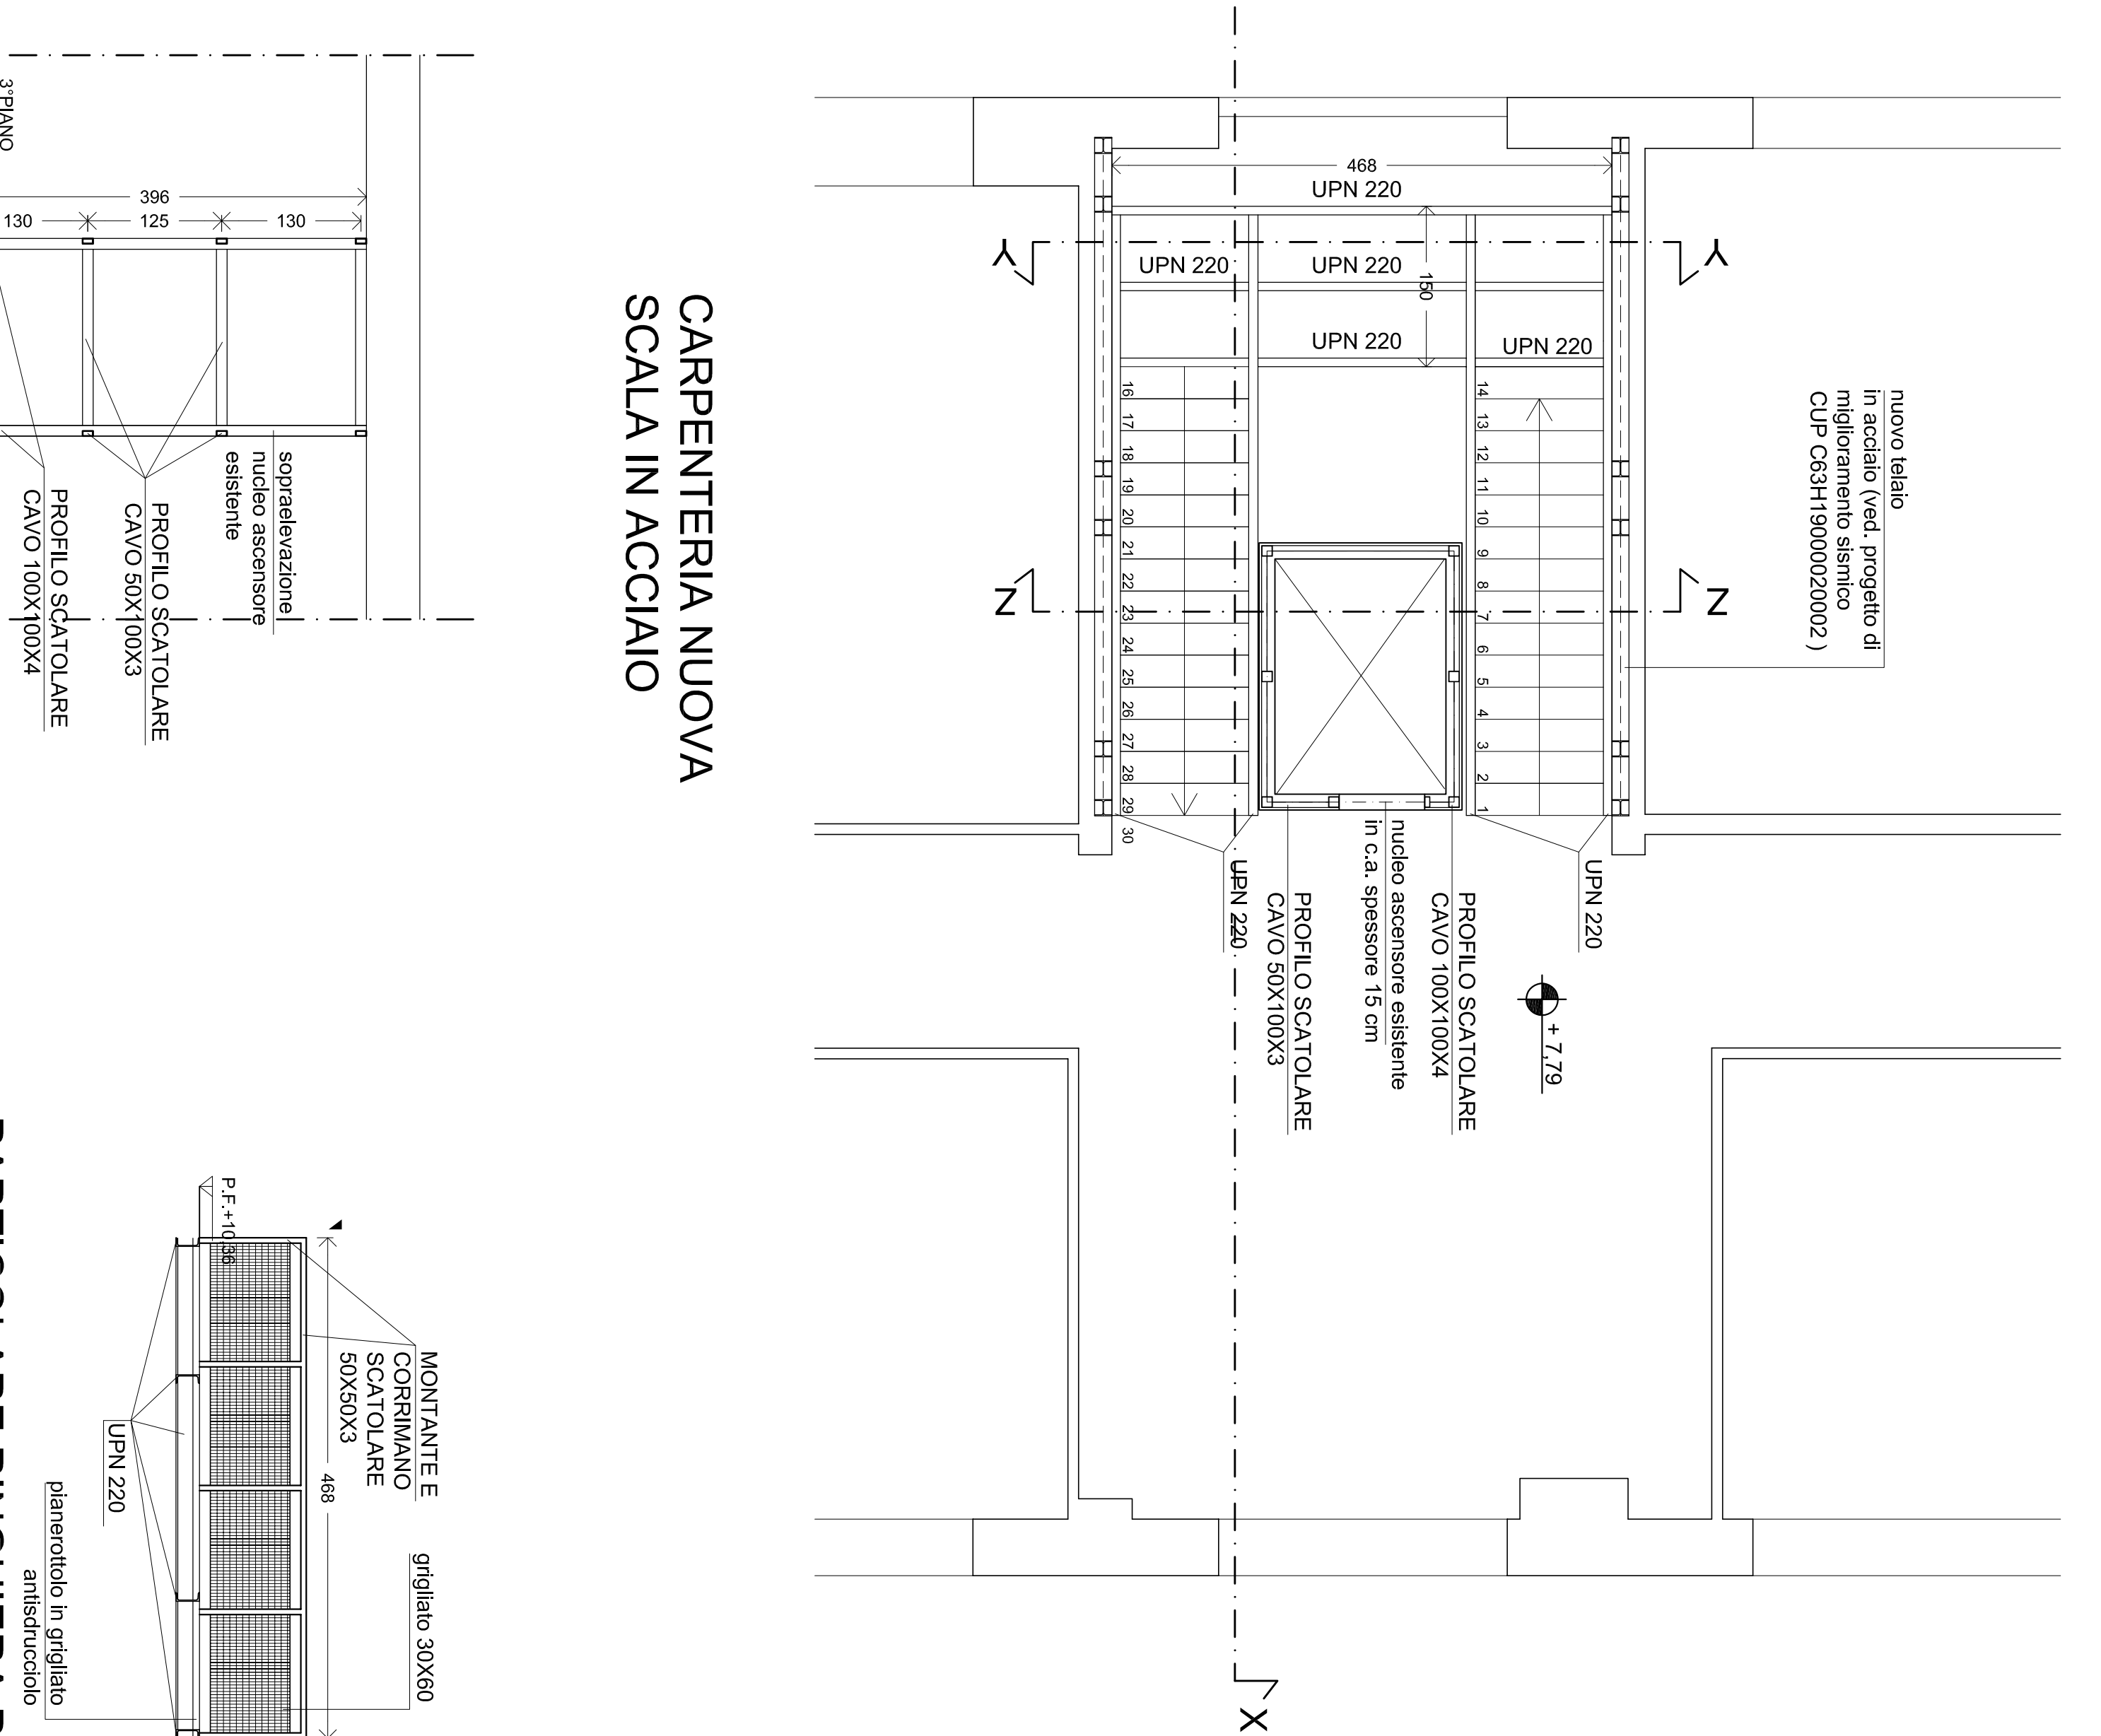 468
UPN 220
Y
Y
UPN 220
UPN 220
150
UPN 220
UPN 220
16
17
18
19
20
21
22
23
24
25
26
27
28
29
30
14
13
12
11
10
9
8
7
6
5
4
3
2
1
Z
Z
nuovo telaio
in acciaio (ved. progetto di
miglioramento sismico
CUP C63H19000020002 )
UPN 220
UPN 220
PROFILO SCATOLARE
CAVO 100X100X4
nucleo ascensore esistente
in c.a. spessore 15 cm
PROFILO SCATOLARE
CAVO 50X100X3
+ 7,79
X
CARPENTERIA NUOVA
SCALA IN ACCIAIO
3°PIANO
396
130
125
130
sopraelevazione
nucleo ascensore
esistente
PROFILO SCATOLARE
CAVO 50X100X3
PROFILO SCATOLARE
CAVO 100X100X4
P.F.+10,36
468
MONTANTE E
CORRIMANO
SCATOLARE
50X50X3
grigliato 30X60
UPN 220
pianerottolo in grigliato
antisdrucciolo